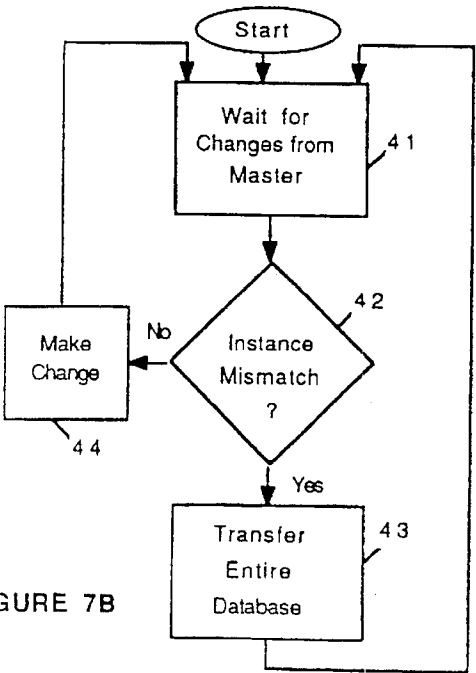 Start
Wait for
Changes from
Master
41
42
Instance
Mismatch
?
No
Make
Change
44
Yes
Transfer
Entire
Database
43
GURE 7B